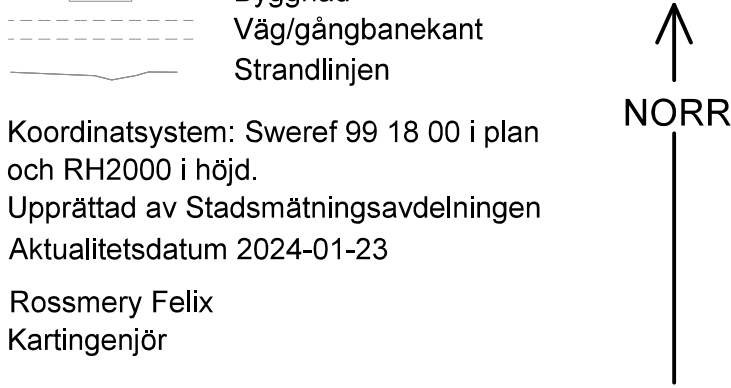 Byggnad
Väg/gångbanekant
Strandlinjen
NORR
Koordinatsystem: Sweref 99 18 00 i plan
och RH2000 i höjd.
Upprättad av Stadsmätningsavdelningen
Aktualitetsdatum 2024-01-23
Rossmery Felix
Kartingenjör